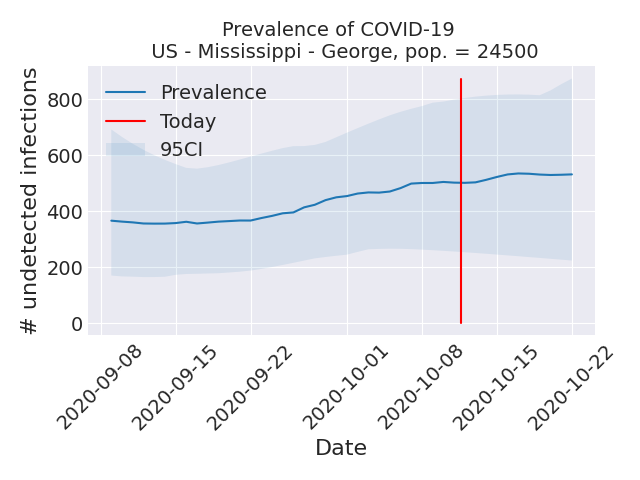 Prevalence of COVID-19
US - Mississippi - George, pop. = 24500
# undetected infections
800
600
400
200
0
Prevalence
Today
95CI
2020-09-08
2020-09-15
2020-09-22
2020-10-01
2020-10-08
2020-10-15
2020-10-22
Date